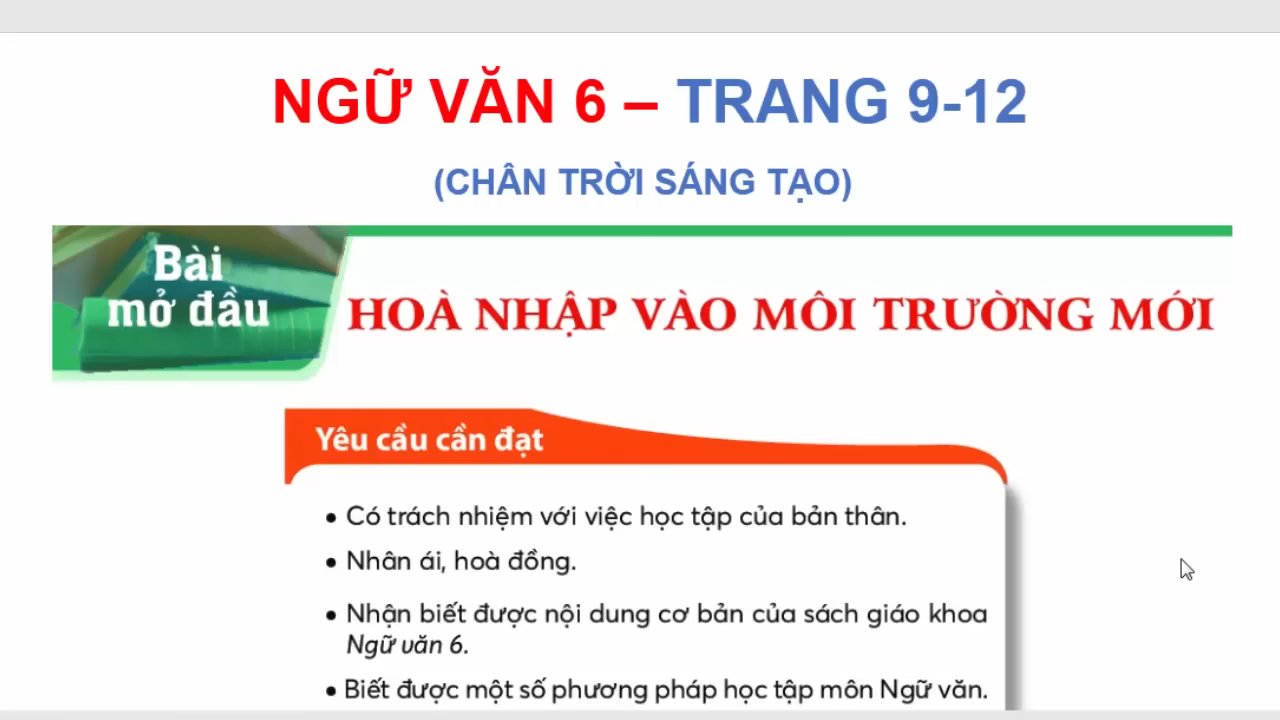 NGỮ VĂN 6 – TRANG 9-12
(CHÂN TRỜI SÁNG TẠO)
Bài
mở đầu
HOÀ NHẬP VÀO MÔI TRƯỜNG MỚI
Yêu cầu cần đạt
• Có trách nhiệm với việc học tập của bản thân.
• Nhân ái, hoà đồng.
• Nhận biết được nội dung cơ bản của sách giáo khoa
Ngữ văn 6.
• Biết được một số phương pháp học tập môn Ngữ văn.